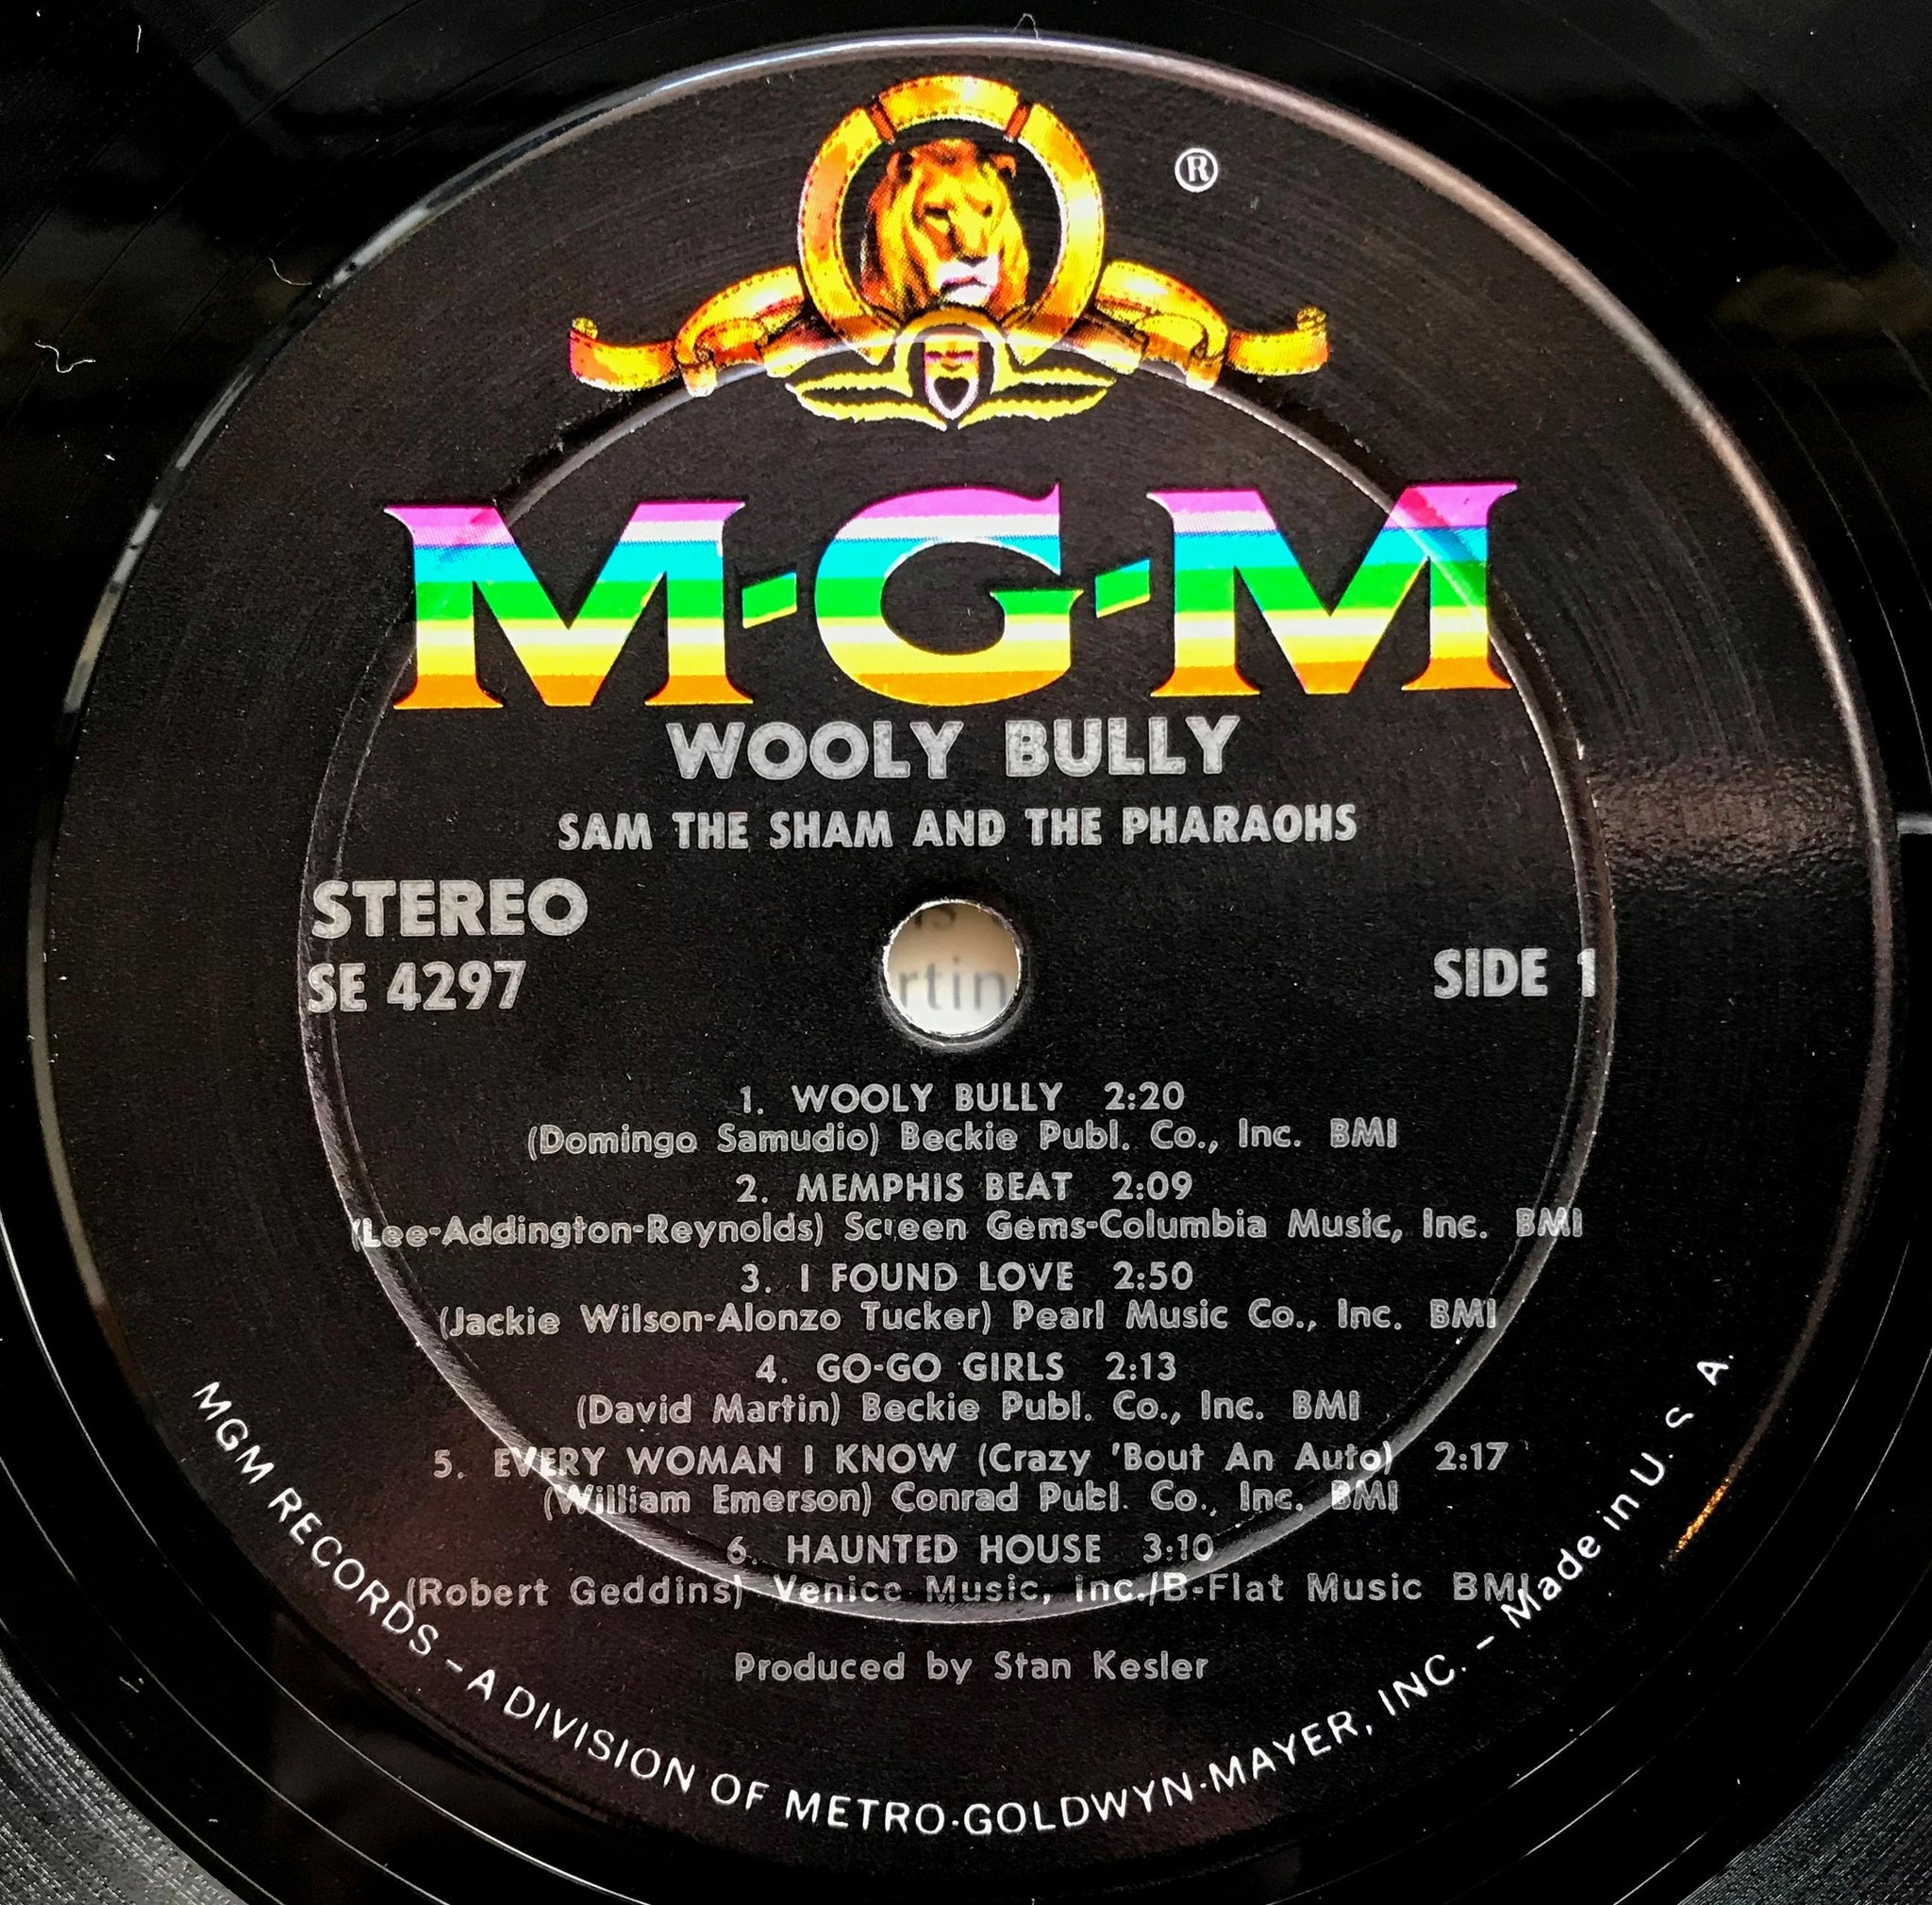 ®
M-G-M
WOOLY BULLY
SAM THE SHAM AND THE PHARAOHS
STEREO
SE 4297
SIDE 1
rtin
1. WOOLY BULLY 2:20
(Domingo Samudio) Beckie Publ. Co., Inc. BMI
2. MEMPHIS BEAT 2:09
(Lee-Addington-Reynolds) Screen Gems-Columbia Music, Inc. BMI
3. I FOUND LOVE 2:50
(Jackie Wilson-Alonzo Tucker) Pearl Music Co., Inc. BMI
4. GO-GO GIRLS 2:13
(David Martin) Beckie Publ. Co., Inc. BMI
5. EVERY WOMAN I KNOW (Crazy 'Bout An Auto) 2:17
(William Emerson) Conrad Publ. Co., Inc. BMI
6. HAUNTED HOUSE 3:10
(Robert Geddins) Venice Music, Inc./B-Flat Music BMI
Produced by Stan Kesler
MGM RECORDS – A DIVISION OF METRO-GOLDWYN-MAYER, INC. – Made in U. S. A.